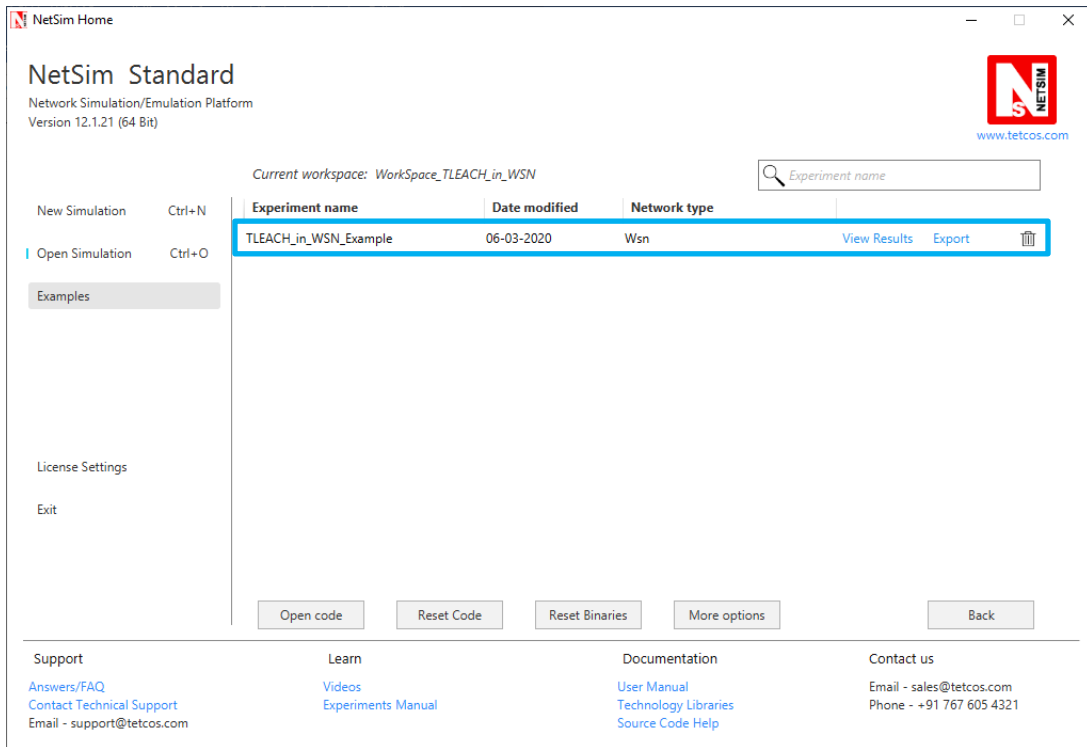 NetSim Home
NetSim Standard
Network Simulation/Emulation Platform
Version 12.1.21 (64 Bit)
NETSIM
www.tetcos.com
Current workspace: WorkSpace_TLEACH_in_WSN
Experiment name
New Simulation Ctrl+N
Experiment name Date modified Network type
TLEACH_in_WSN_Example 06-03-2020 Wsn View Results Export
Open Simulation Ctrl+O
Examples
License Settings
Exit
Open code Reset Code Reset Binaries More options Back
Support Learn Documentation Contact us
Answers/FAQ Videos User Manual Email - sales@tetcos.com
Contact Technical Support Experiments Manual Technology Libraries Phone - +91 767 605 4321
Email - support@tetcos.com Source Code Help